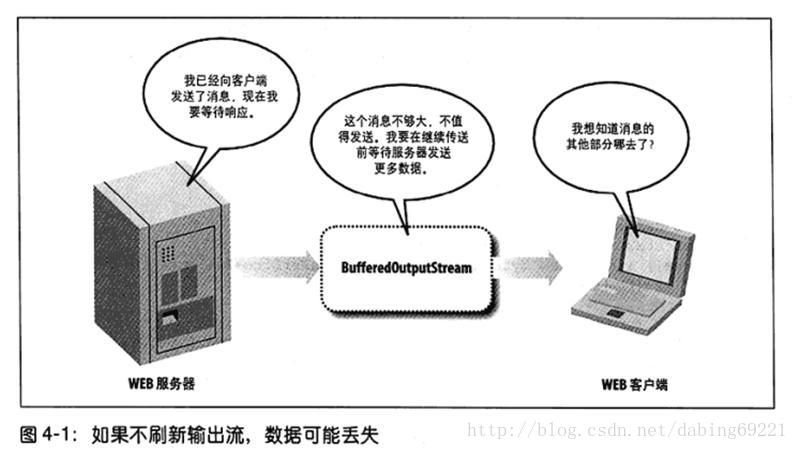 我已经向客户端
发送了消息，现在我
要等待响应。
这个消息不够大，不值
得发送。我要在继续传送
前等待服务器发送
更多数据。
我想知道消息的
其他部分哪去了？
BufferedOutputStream
WEB 服务器
WEB 客户端
图 4-1：如果不刷新输出流，数据可能丢失
http://blog.csdn.net/dabing69221